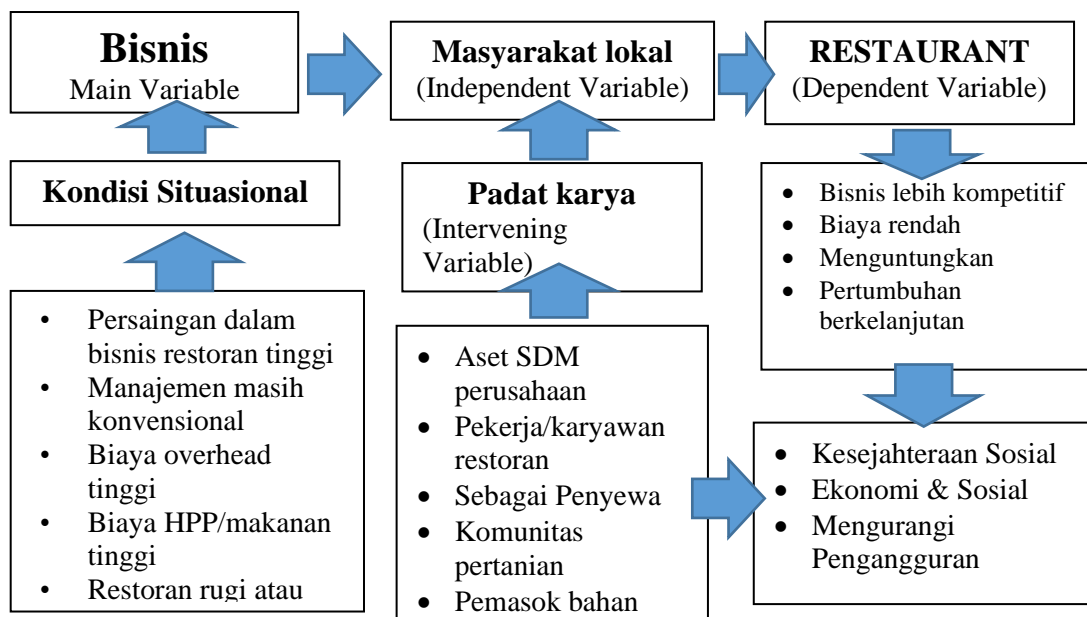 Bisnis
Main Variable
Masyarakat lokal
(Independent Variable)
RESTAURANT
(Dependent Variable)
Kondisi Situasional
Padat karya
(Intervening
Variable)
• Bisnis lebih kompetitif
• Biaya rendah
• Menguntungkan
• Pertumbuhan
berkelanjutan
• Persaingan dalam
bisnis restoran tinggi
• Manajemen masih
konvensional
• Biaya overhead
tinggi
• Biaya HPP/makanan
tinggi
• Restoran rugi atau
• Aset SDM
perusahaan
• Pekerja/karyawan
restoran
• Sebagai Penyewa
• Komunitas
pertanian
• Pemasok bahan
• Kesejahteraan Sosial
• Ekonomi & Sosial
• Mengurangi
Pengangguran